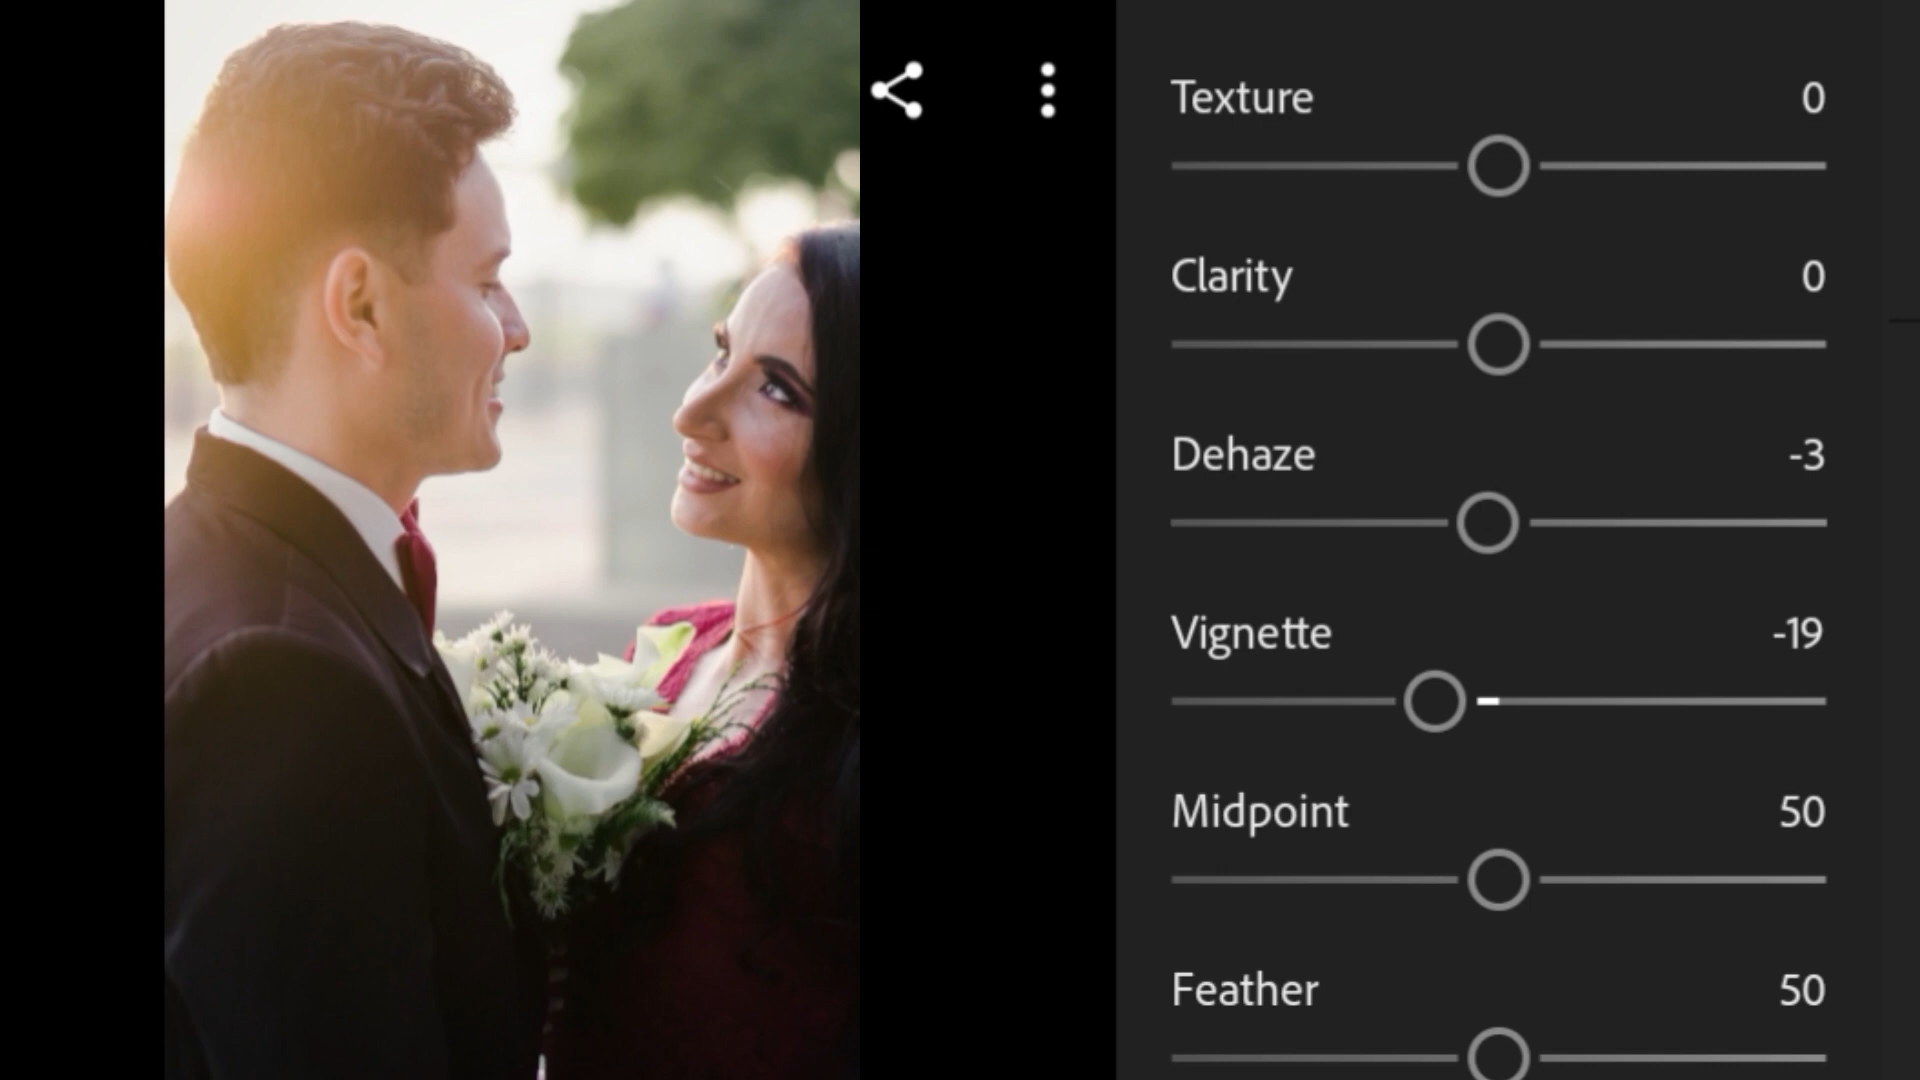 Texture 0
Clarity 0
Dehaze -3
Vignette -19
Midpoint 50
Feather 50